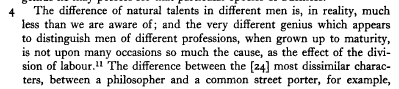 4 The difference of natural talents in different men is, in reality, much
less than we are aware of; and the very different genius which appears
to distinguish men of different professions, when grown up to maturity,
is not upon many occasions so much the cause, as the effect of the divi-
sion of labour.¹¹ The difference between the [24] most dissimilar charac-
ters, between a philosopher and a common street porter, for example,